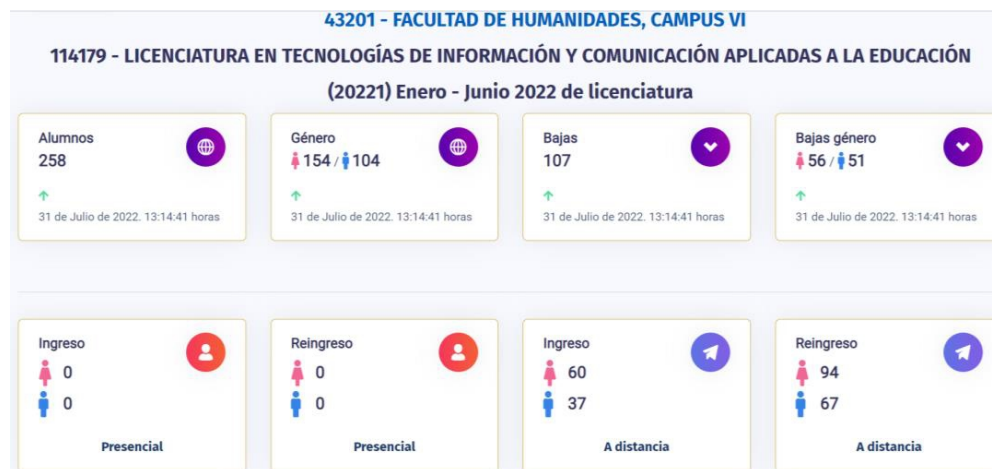 43201 - FACULTAD DE HUMANIDADES, CAMPUS VI
114179 - LICENCIATURA EN TECNOLOGÍAS DE INFORMACIÓN Y COMUNICACIÓN APLICADAS A LA EDUCACIÓN
(20221) Enero - Junio 2022 de licenciatura
Alumnos
258
31 de Julio de 2022. 13:14:41 horas
Género
154 / 104
31 de Julio de 2022. 13:14:41 horas
Bajas
107
31 de Julio de 2022. 13:14:41 horas
Bajas género
56 / 51
31 de Julio de 2022. 13:14:41 horas
Ingreso
0
0
Presencial
Reingreso
0
0
Presencial
Ingreso
60
37
A distancia
Reingreso
94
67
A distancia